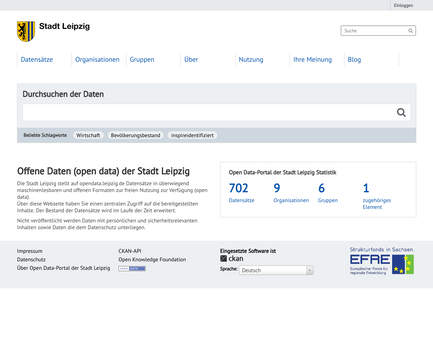 Einloggen
Stadt Leipzig
Suche
Datensätze Organisationen Gruppen Über Nutzung Ihre Meinung Blog
Durchsuchen der Daten
Beliebte Schlagworte Wirtschaft Bevölkerungsbestand inspireidentifiziert
Offene Daten (open data) der Stadt Leipzig
Die Stadt Leipzig stellt auf opendata.leipzig.de Datensätze in überwiegend
maschinenlesbaren und offenen Formaten zur freien Nutzung zur Verfügung (open
data).
Über diese Webseite haben Sie einen zentralen Zugriff auf die bereitgestellten
Inhalte. Der Bestand der Datensätze wird im Laufe der Zeit erweitert.
Nicht veröffentlicht werden Daten mit persönlichen und sicherheitsrelevanten
Inhalten sowie Daten die dem Datenschutz unterliegen.
Open Data-Portal der Stadt Leipzig Statistik
702 9 6 1
Datensätze Organisationen Gruppen zugehöriges
Element
Impressum
Datenschutz
Über Open Data-Portal der Stadt Leipzig
CKAN-API
Open Knowledge Foundation
Eingesetzte Software ist
ckan
Sprache: Deutsch
Strukturfonds in Sachsen
EFRE
Europäischer Fonds für
regionale Entwicklung